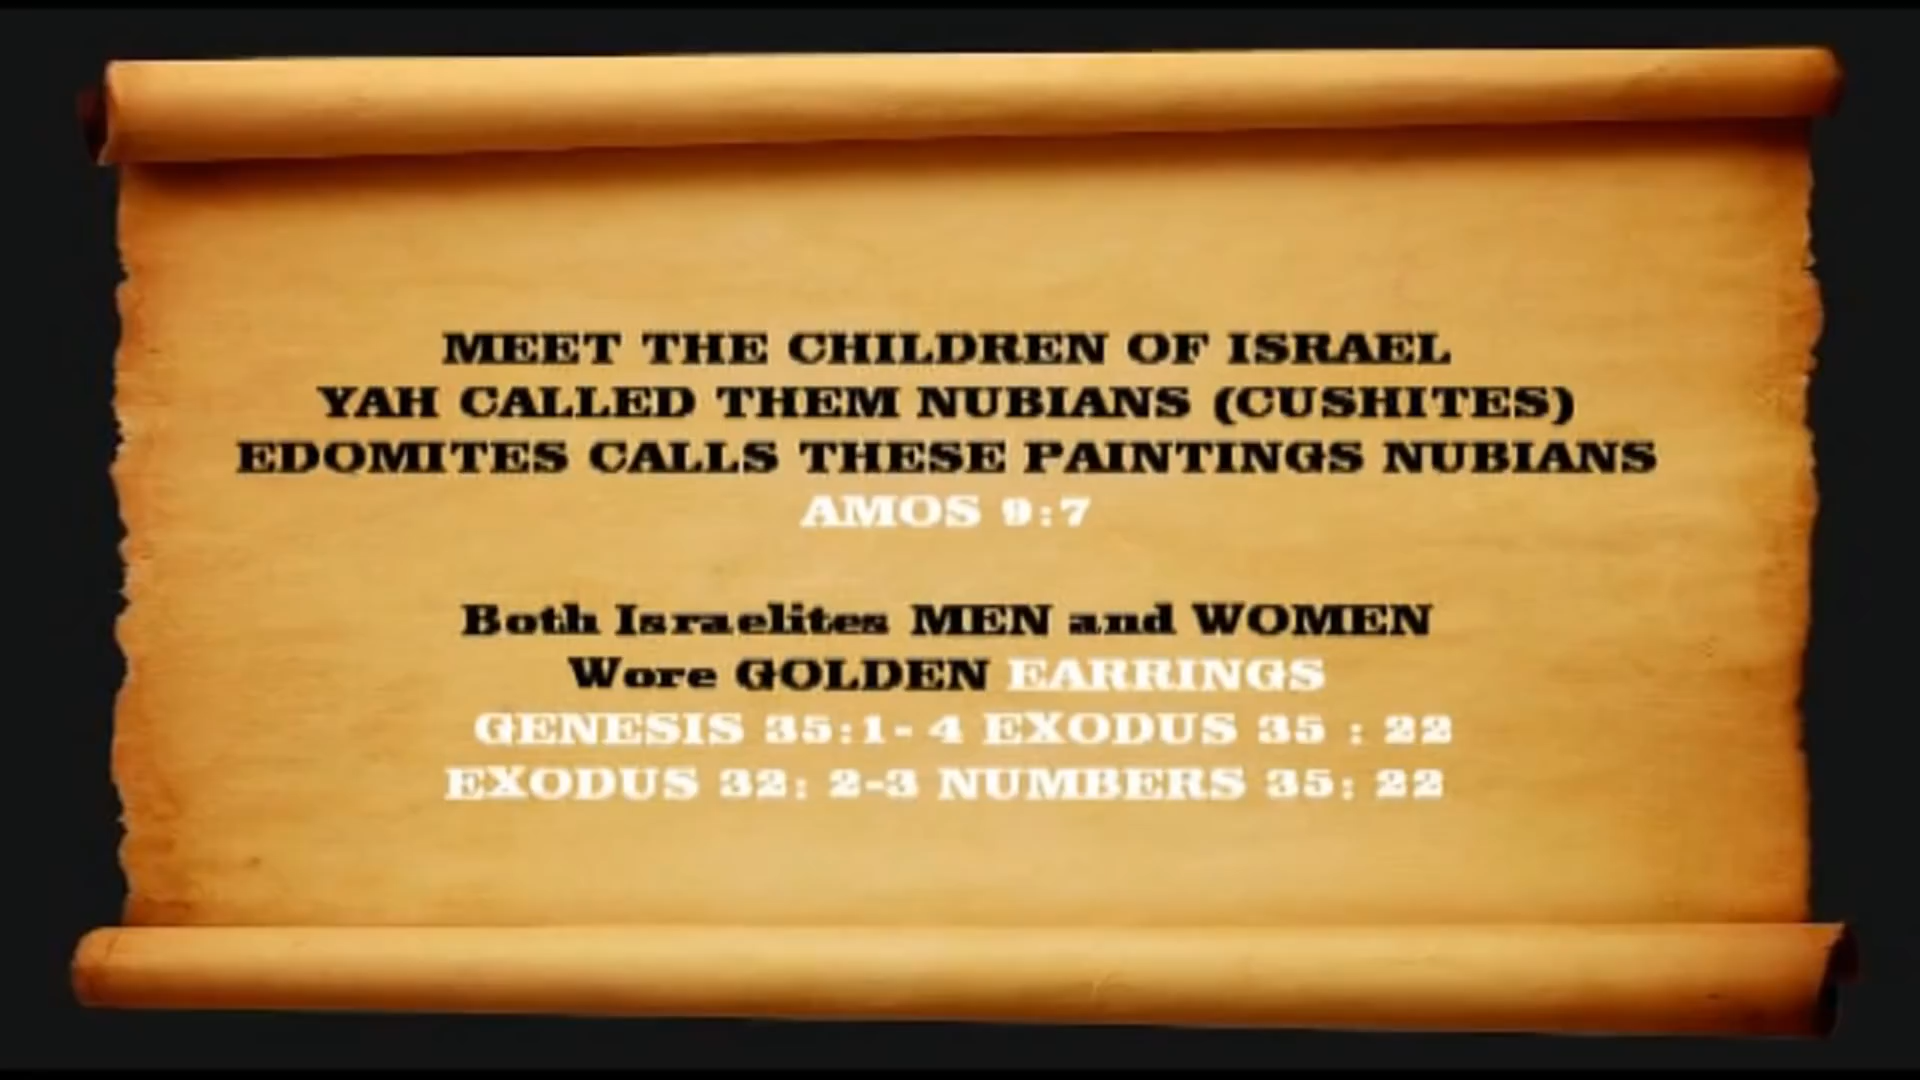 MEET THE CHILDREN OF ISRAEL
YAH CALLED THEM NUBIANS (CUSHITES)
EDOMITES CALLS THESE PAINTINGS NUBIANS
AMOS 9:7
Both Israelites MEN and WOMEN
Wore GOLDEN EARRINGS
GENESIS 35:1- 4 EXODUS 35 : 22
EXODUS 32: 2-3 NUMBERS 35: 22